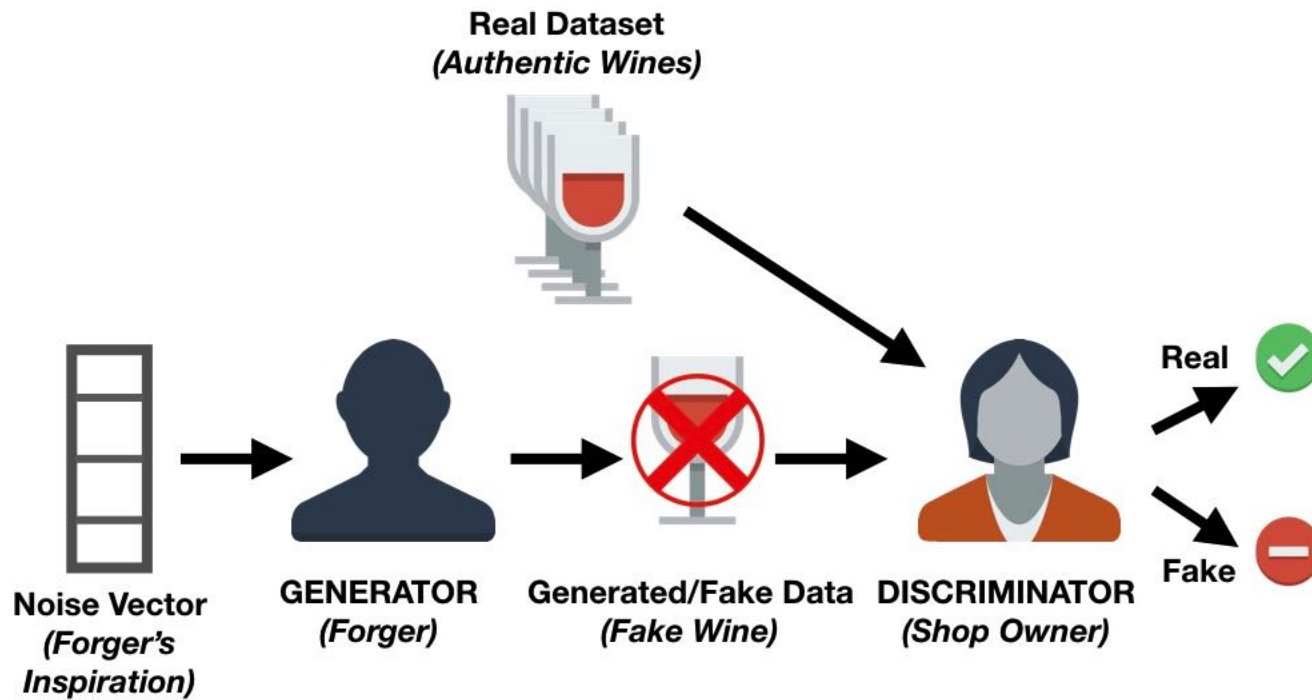 Real Dataset
(Authentic Wines)
Real
Fake
Noise Vector
(Forger's
Inspiration)
GENERATOR
(Forger)
Generated/Fake Data
(Fake Wine)
DISCRIMINATOR
(Shop Owner)